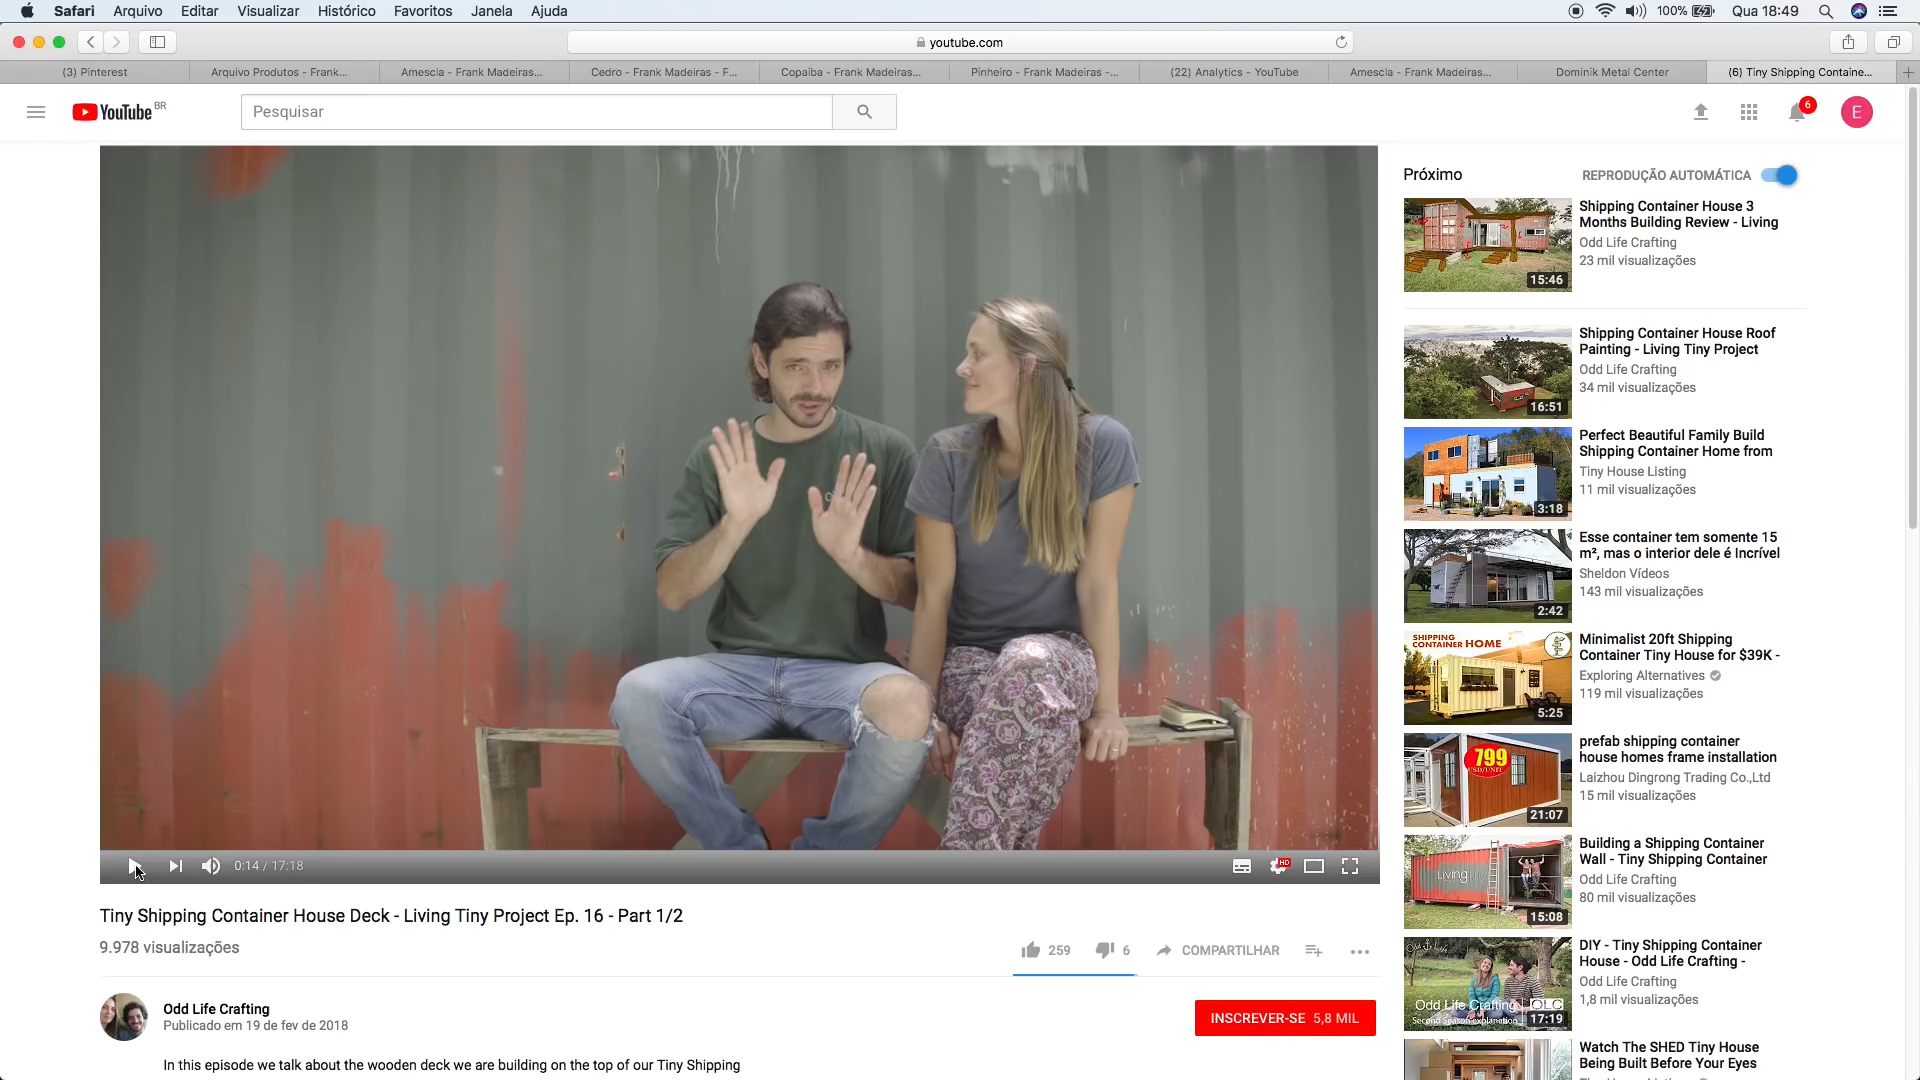 Safari Arquivo Editar Visualizar Histórico Favoritos Janela Ajuda 100% Qua 18:49
youtube.com
(3) Pinterest Arquivo Produtos - Frank... Amescla - Frank Madeiras... Cedro - Frank Madeiras - F... Copaíba - Frank Madeiras... Pinheiro - Frank Madeiras -... (22) Analytics - YouTube Amescla - Frank Madeiras... Dominik Metal Center (6) Tiny Shipping Containe...
YouTube BR
Pesquisar
6
E
0:14 / 17:18
HD
Tiny Shipping Container House Deck - Living Tiny Project Ep. 16 - Part 1/2
9.978 visualizações
259 6 COMPARTILHAR
Odd Life Crafting
Publicado em 19 de fev de 2018
INSCREVER-SE 5,8 MIL
In this episode we talk about the wooden deck we are building on the top of our Tiny Shipping
Próximo
REPRODUÇÃO AUTOMÁTICA
15:46
Shipping Container House 3
Months Building Review - Living
Odd Life Crafting
23 mil visualizações
16:51
Shipping Container House Roof
Painting - Living Tiny Project
Odd Life Crafting
34 mil visualizações
3:18
Perfect Beautiful Family Build
Shipping Container Home from
Tiny House Listing
11 mil visualizações
2:42
Esse container tem somente 15
m², mas o interior dele é Incrível
Sheldon Vídeos
143 mil visualizações
SHIPPING
CONTAINER HOME
5:25
Minimalist 20ft Shipping
Container Tiny House for $39K -
Exploring Alternatives
119 mil visualizações
799
USD/UNIT
21:07
prefab shipping container
house homes frame installation
Laizhou Dingrong Trading Co.,Ltd
15 mil visualizações
Living
15:08
Building a Shipping Container
Wall - Tiny Shipping Container
Odd Life Crafting
80 mil visualizações
Odd Life Crafting OLC
Second Season explanation
17:19
DIY - Tiny Shipping Container
House - Odd Life Crafting -
Odd Life Crafting
1,8 mil visualizações
Watch The SHED Tiny House
Being Built Before Your Eyes